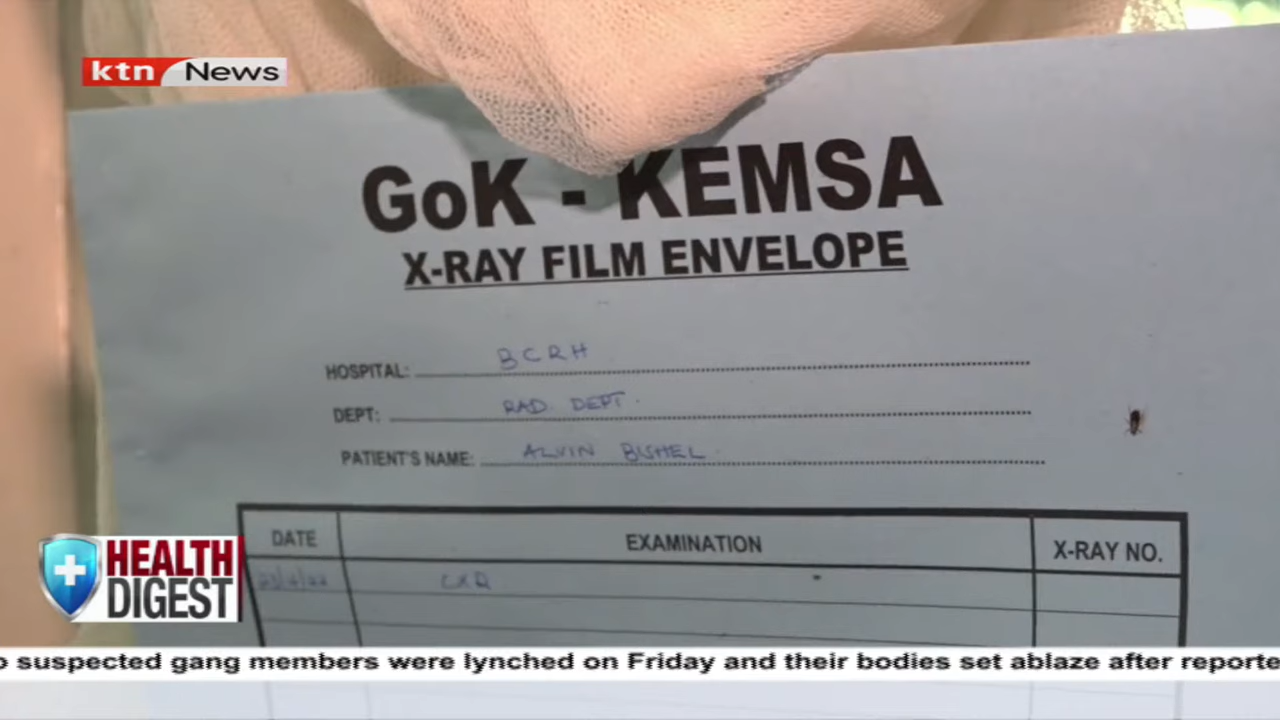 ktn News
GoK - KEMSA
X-RAY FILM ENVELOPE
HOSPITAL: BCRH
DEPT: RAD. DEPT.
PATIENT'S NAME: ALVIN BUSHEL
DATE EXAMINATION X-RAY NO.
CXR
HEALTH
DIGEST
o suspected gang members were lynched on Friday and their bodies set ablaze after reporte